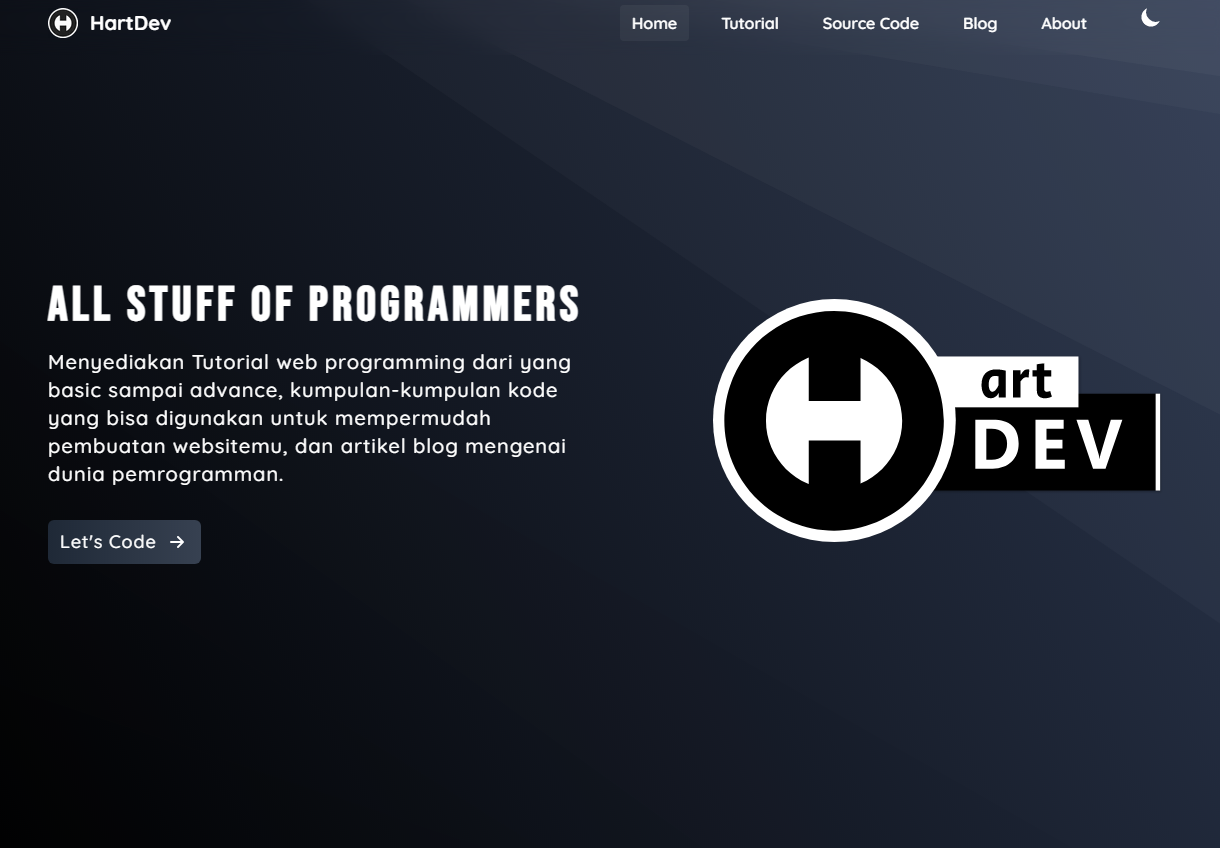 HartDev
Home
Tutorial
Source Code
Blog
About
ALL STUFF OF PROGRAMMERS
Menyediakan Tutorial web programming dari yang
basic sampai advance, kumpulan-kumpulan kode
yang bisa digunakan untuk mempermudah
pembuatan websitemu, dan artikel blog mengenai
dunia pemrogramman.
Let's Code
H
art
DEV